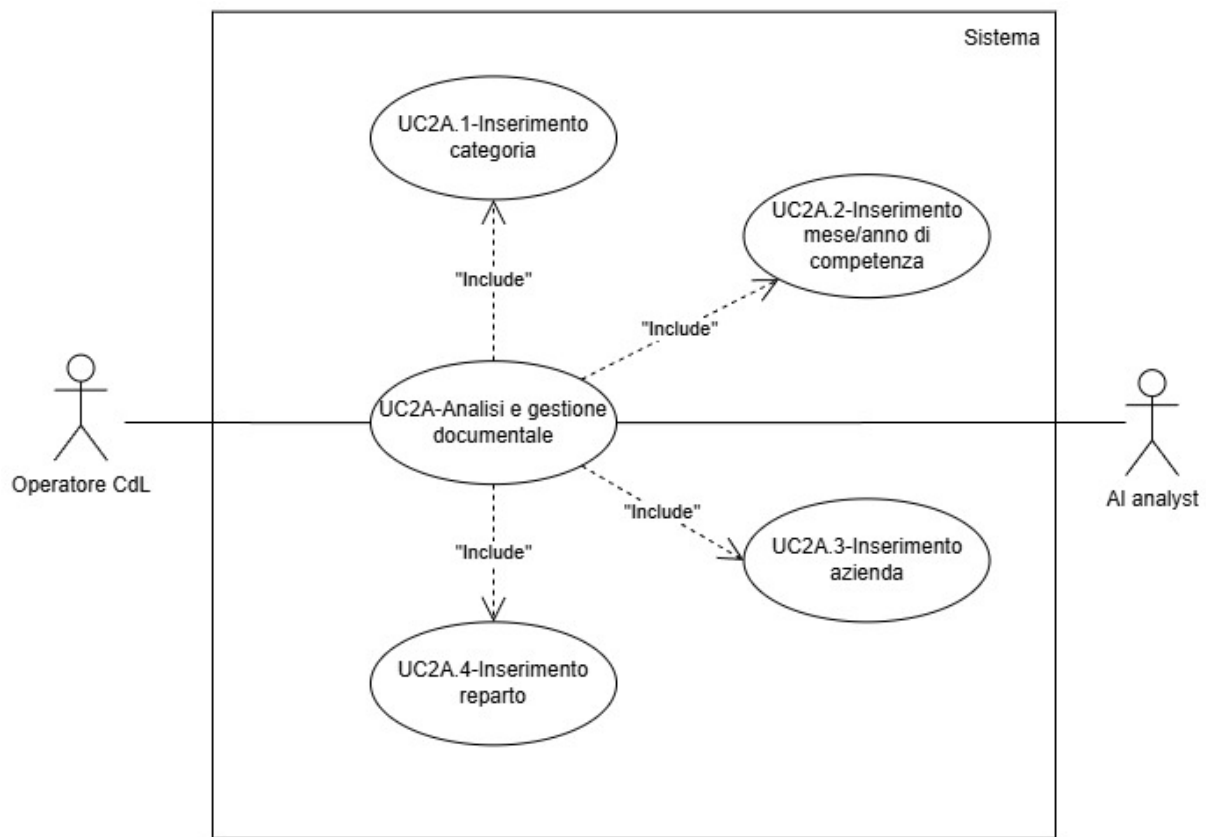 Sistema
UC2A.1-Inserimento
categoria
UC2A.2-Inserimento
mese/anno di
competenza
"Include"
"Include"
UC2A-Analisi e gestione
documentale
Operatore CdL
AI analyst
"Include"
"Include"
UC2A.3-Inserimento
azienda
UC2A.4-Inserimento
reparto